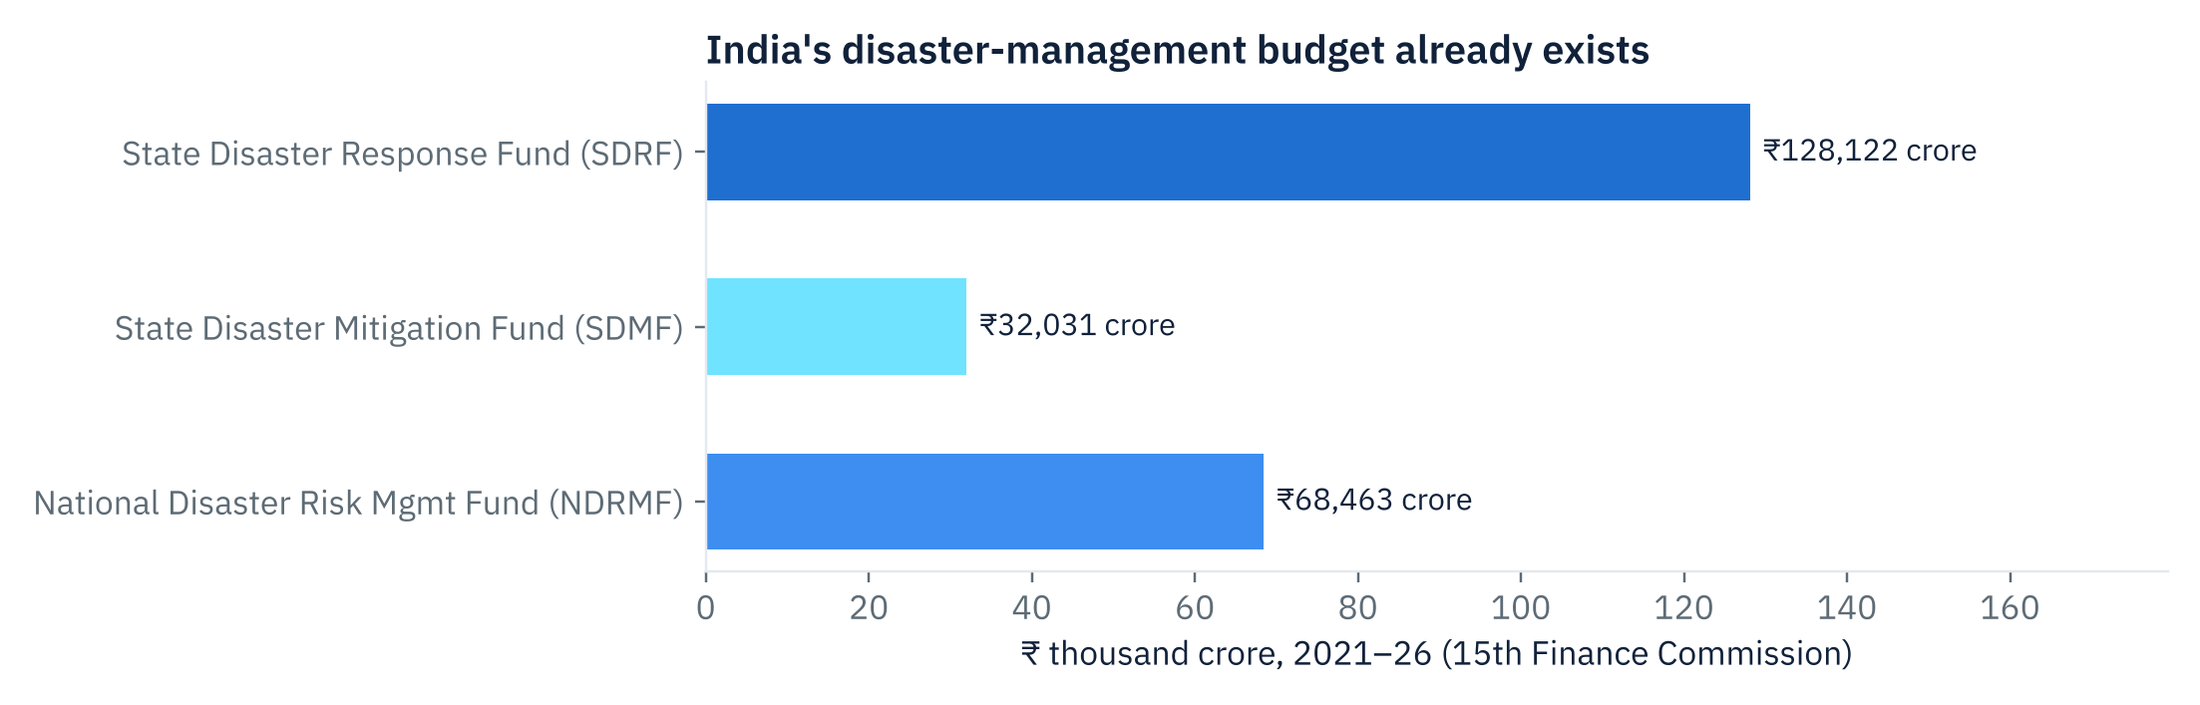 India's disaster-management budget already exists
State Disaster Response Fund (SDRF)
₹128,122 crore
State Disaster Mitigation Fund (SDMF)
₹32,031 crore
National Disaster Risk Mgmt Fund (NDRMF)
₹68,463 crore
0 20 40 60 80 100 120 140 160
₹ thousand crore, 2021–26 (15th Finance Commission)